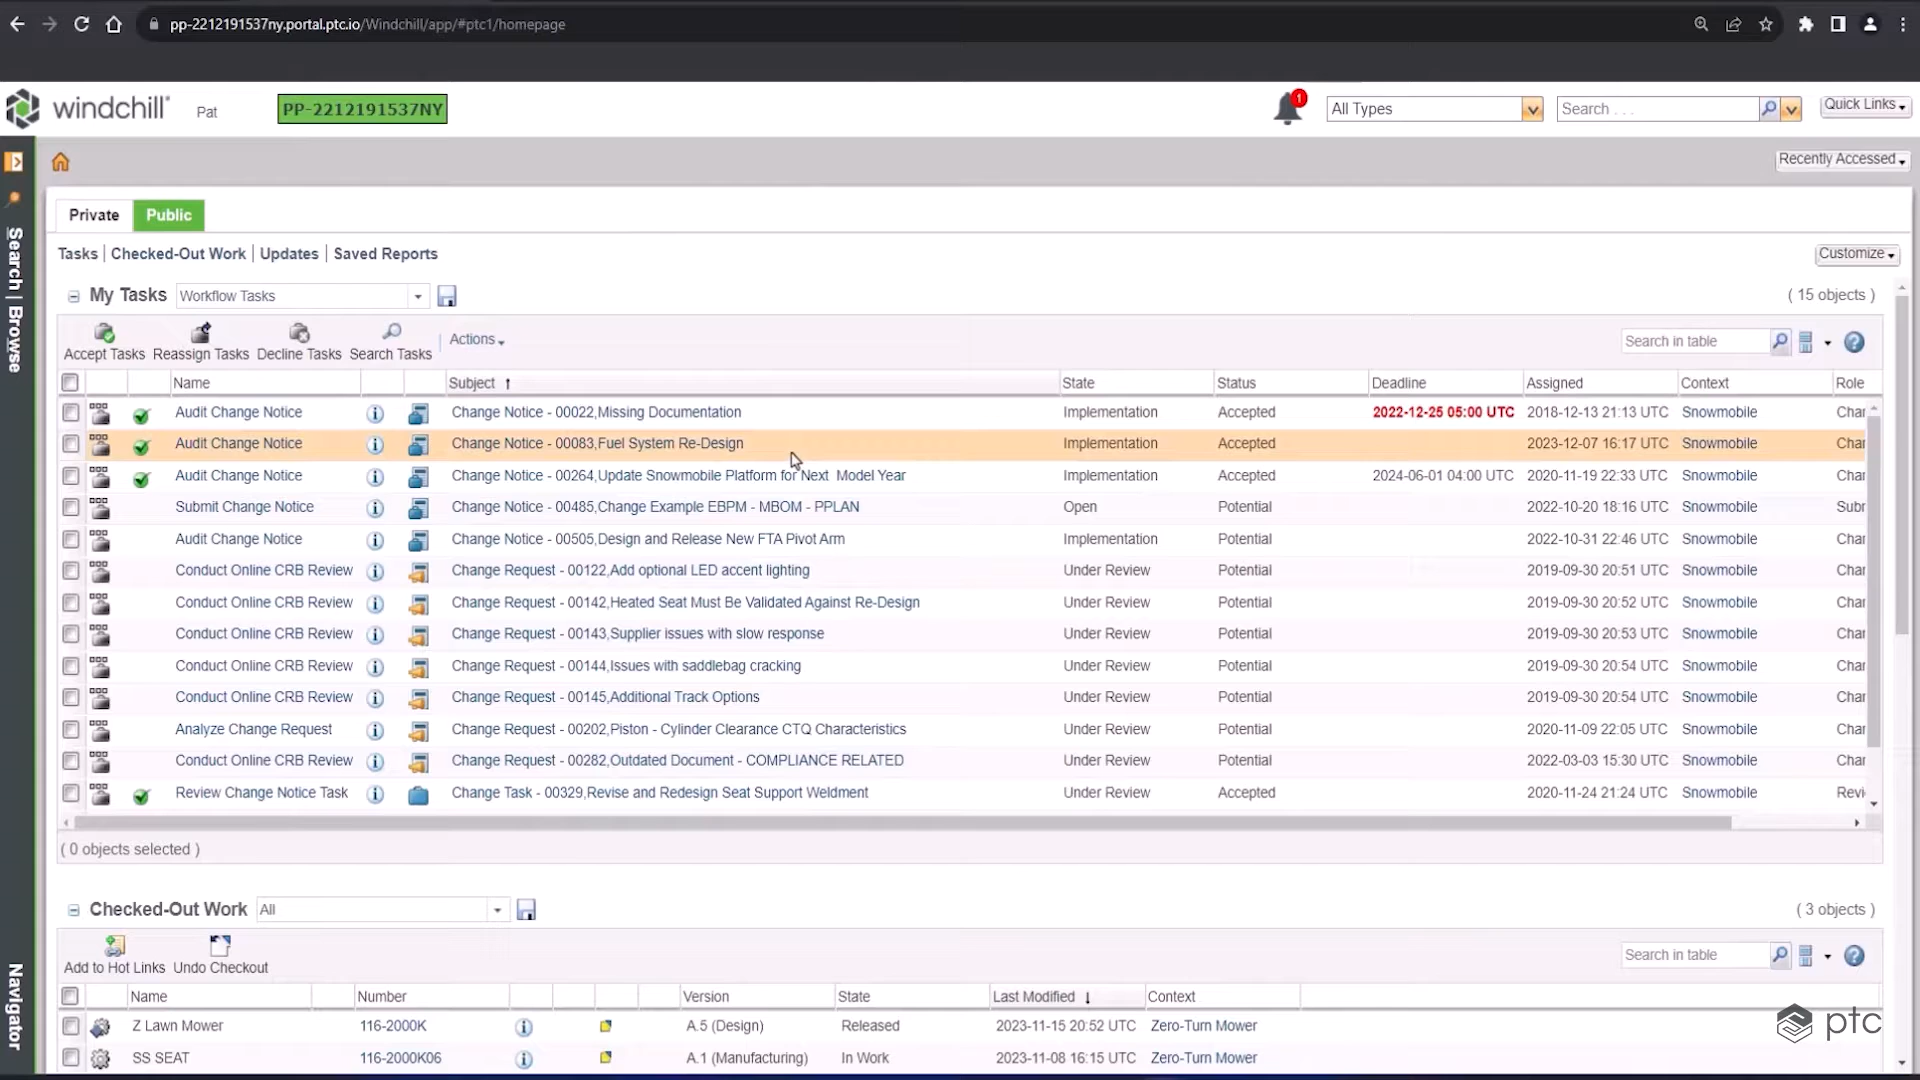 pp-2212191537ny.portal.ptc.io/Windchill/app/#ptc1/homepage
windchill Pat PP-2212191537NY 1 All Types Search . . . Quick Links
Recently Accessed
Private Public
Tasks | Checked-Out Work | Updates | Saved Reports Customize
My Tasks Workflow Tasks ( 15 objects )
Accept Tasks Reassign Tasks Decline Tasks Search Tasks Actions Search in table
Name Subject ↑ State Status Deadline Assigned Context Role
Audit Change Notice Change Notice - 00022,Missing Documentation Implementation Accepted 2022-12-25 05:00 UTC 2018-12-13 21:13 UTC Snowmobile Char
Audit Change Notice Change Notice - 00083,Fuel System Re-Design Implementation Accepted 2023-12-07 16:17 UTC Snowmobile Char
Audit Change Notice Change Notice - 00264,Update Snowmobile Platform for Next Model Year Implementation Accepted 2024-06-01 04:00 UTC 2020-11-19 22:33 UTC Snowmobile Char
Submit Change Notice Change Notice - 00485,Change Example EBPM - MBOM - PPLAN Open Potential 2022-10-20 18:16 UTC Snowmobile Subr
Audit Change Notice Change Notice - 00505,Design and Release New FTA Pivot Arm Implementation Potential 2022-10-31 22:46 UTC Snowmobile Char
Conduct Online CRB Review Change Request - 00122,Add optional LED accent lighting Under Review Potential 2019-09-30 20:51 UTC Snowmobile Char
Conduct Online CRB Review Change Request - 00142,Heated Seat Must Be Validated Against Re-Design Under Review Potential 2019-09-30 20:52 UTC Snowmobile Char
Conduct Online CRB Review Change Request - 00143,Supplier issues with slow response Under Review Potential 2019-09-30 20:53 UTC Snowmobile Char
Conduct Online CRB Review Change Request - 00144,Issues with saddlebag cracking Under Review Potential 2019-09-30 20:54 UTC Snowmobile Char
Conduct Online CRB Review Change Request - 00145,Additional Track Options Under Review Potential 2019-09-30 20:54 UTC Snowmobile Char
Analyze Change Request Change Request - 00202,Piston - Cylinder Clearance CTQ Characteristics Under Review Potential 2020-11-09 22:05 UTC Snowmobile Char
Conduct Online CRB Review Change Request - 00282,Outdated Document - COMPLIANCE RELATED Under Review Potential 2022-03-03 15:30 UTC Snowmobile Char
Review Change Notice Task Change Task - 00329,Revise and Redesign Seat Support Weldment Under Review Accepted 2020-11-24 21:24 UTC Snowmobile Revi
( 0 objects selected )
Checked-Out Work All ( 3 objects )
Add to Hot Links Undo Checkout Search in table
Name Number Version State Last Modified ↓ Context
Z Lawn Mower 116-2000K A.5 (Design) Released 2023-11-15 20:52 UTC Zero-Turn Mower
SS SEAT 116-2000K06 A.1 (Manufacturing) In Work 2023-11-08 16:15 UTC Zero-Turn Mower
Search | Browse
Navigator
ptc